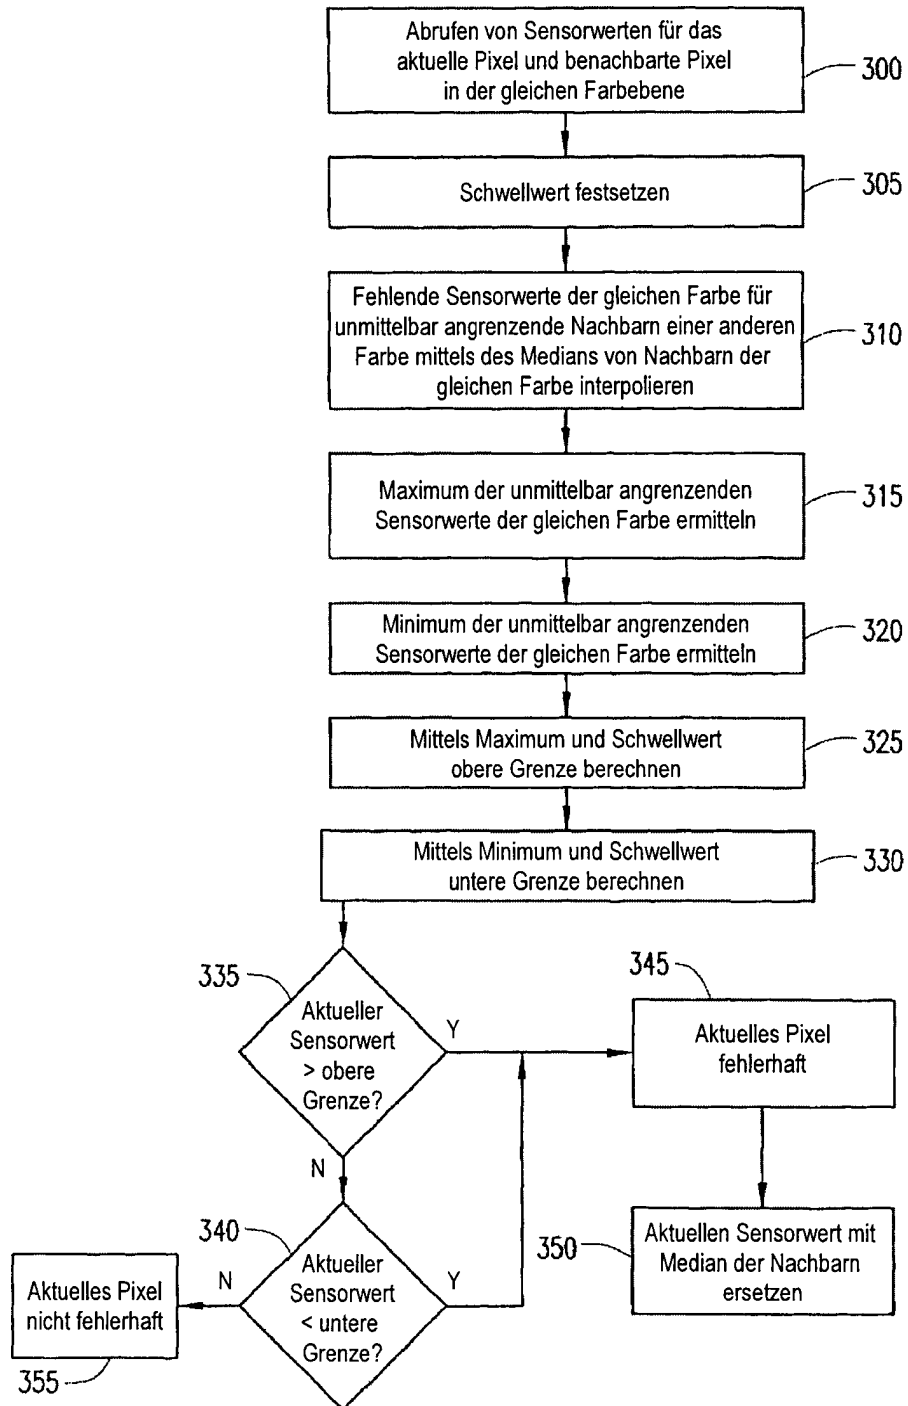 Abrufen von Sensorwerten für das
aktuelle Pixel und benachbarte Pixel
in der gleichen Farbebene
300
Schwellwert festsetzen
305
Fehlende Sensorwerte der gleichen Farbe für
unmittelbar angrenzende Nachbarn einer anderen
Farbe mittels des Medians von Nachbarn der
gleichen Farbe interpolieren
310
Maximum der unmittelbar angrenzenden
Sensorwerte der gleichen Farbe ermitteln
315
Minimum der unmittelbar angrenzenden
Sensorwerte der gleichen Farbe ermitteln
320
Mittels Maximum und Schwellwert
obere Grenze berechnen
325
Mittels Minimum und Schwellwert
untere Grenze berechnen
330
335
Aktueller
Sensorwert
> obere
Grenze?
Y
N
345
Aktuelles Pixel
fehlerhaft
340
Aktueller
Sensorwert
< untere
Grenze?
Y
N
350
Aktuellen Sensorwert mit
Median der Nachbarn
ersetzen
Aktuelles Pixel
nicht fehlerhaft
355